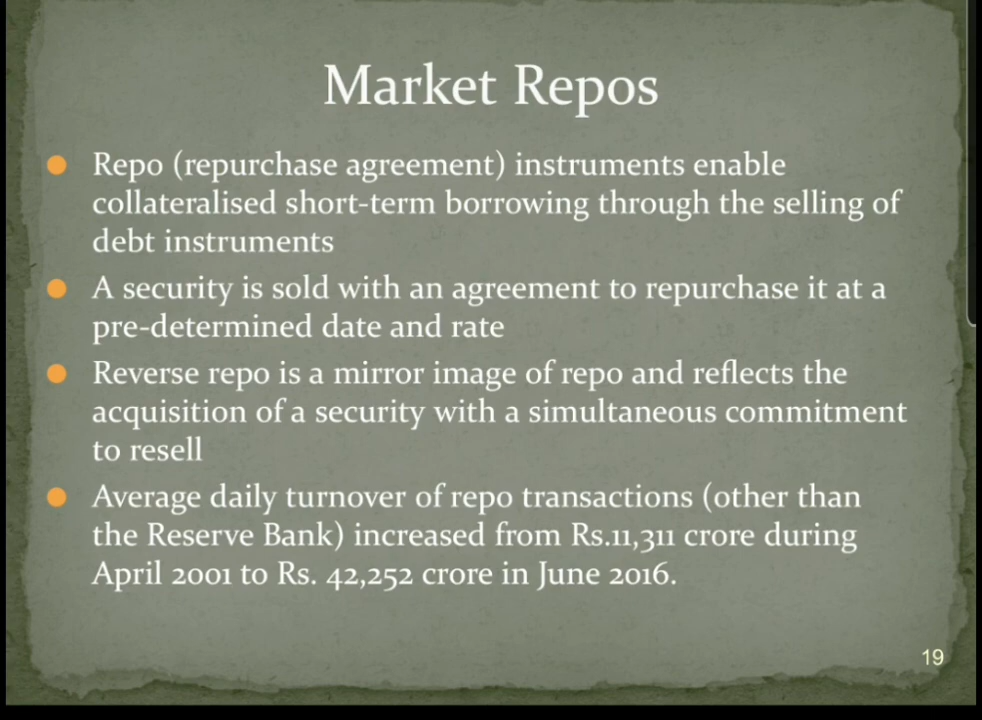 Market Repos
Repo (repurchase agreement) instruments enable
collateralised short-term borrowing through the selling of
debt instruments
A security is sold with an agreement to repurchase it at a
pre-determined date and rate
Reverse repo is a mirror image of repo and reflects the
acquisition of a security with a simultaneous commitment
to resell
Average daily turnover of repo transactions (other than
the Reserve Bank) increased from Rs.11,311 crore during
April 2001 to Rs. 42,252 crore in June 2016.
19